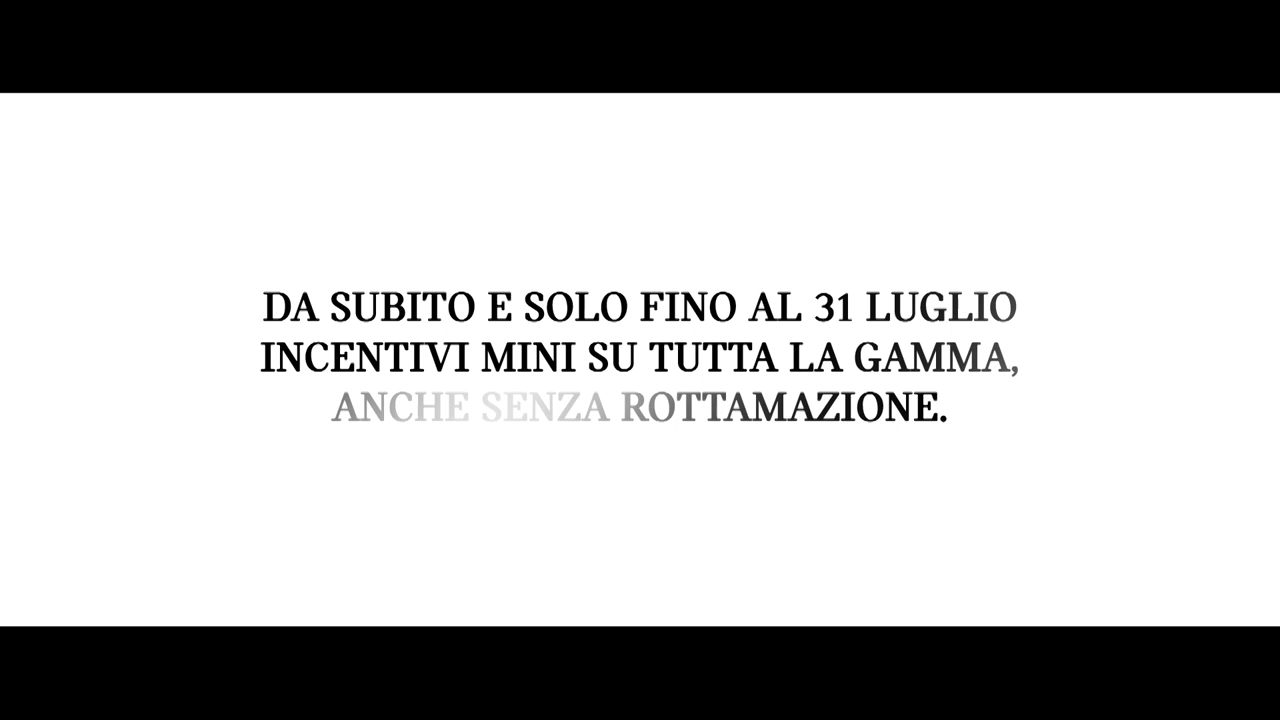 DA SUBITO E SOLO FINO AL 31 LUGLIO
INCENTIVI MINI SU TUTTA LA GAMMA,
ANCHE SENZA ROTTAMAZIONE.